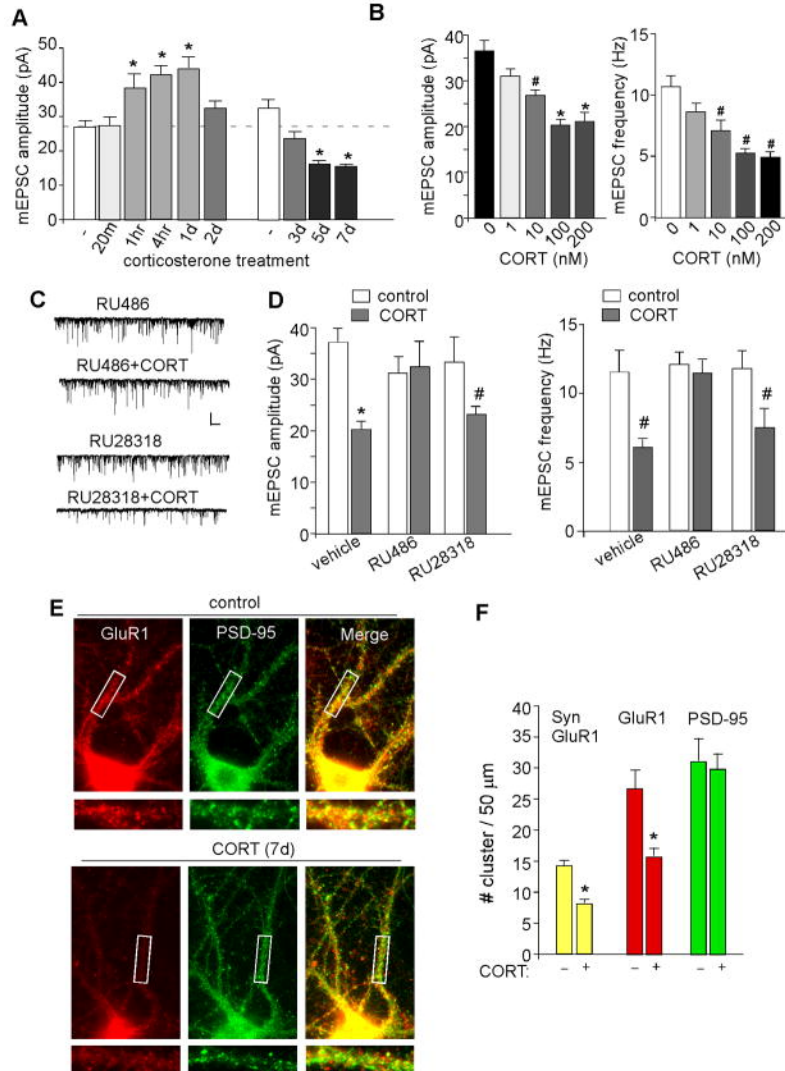 A
mEPSC amplitude (pA)
50
40
30
20
10
0
* * *
* *
- 20m 1hr 4hr 1d 2d - 3d 5d 7d
corticosterone treatment
B
mEPSC amplitude (pA)
40
35
30
25
20
15
10
5
0
# * *
0 1 10 100 200
CORT (nM)
mEPSC frequency (Hz)
15
10
5
0
# # #
0 1 10 100 200
CORT (nM)
C
RU486
RU486+CORT
RU28318
RU28318+CORT
D
control
CORT
mEPSC amplitude (pA)
40
30
20
10
0
* #
vehicle RU486 RU28318
control
CORT
mEPSC frequency (Hz)
15
10
5
0
# #
vehicle RU486 RU28318
E
control
GluR1 PSD-95 Merge
CORT (7d)
F
Syn GluR1 PSD-95
GluR1
# cluster / 50 µm
40
35
30
25
20
15
10
5
0
* *
CORT: – + – + – +